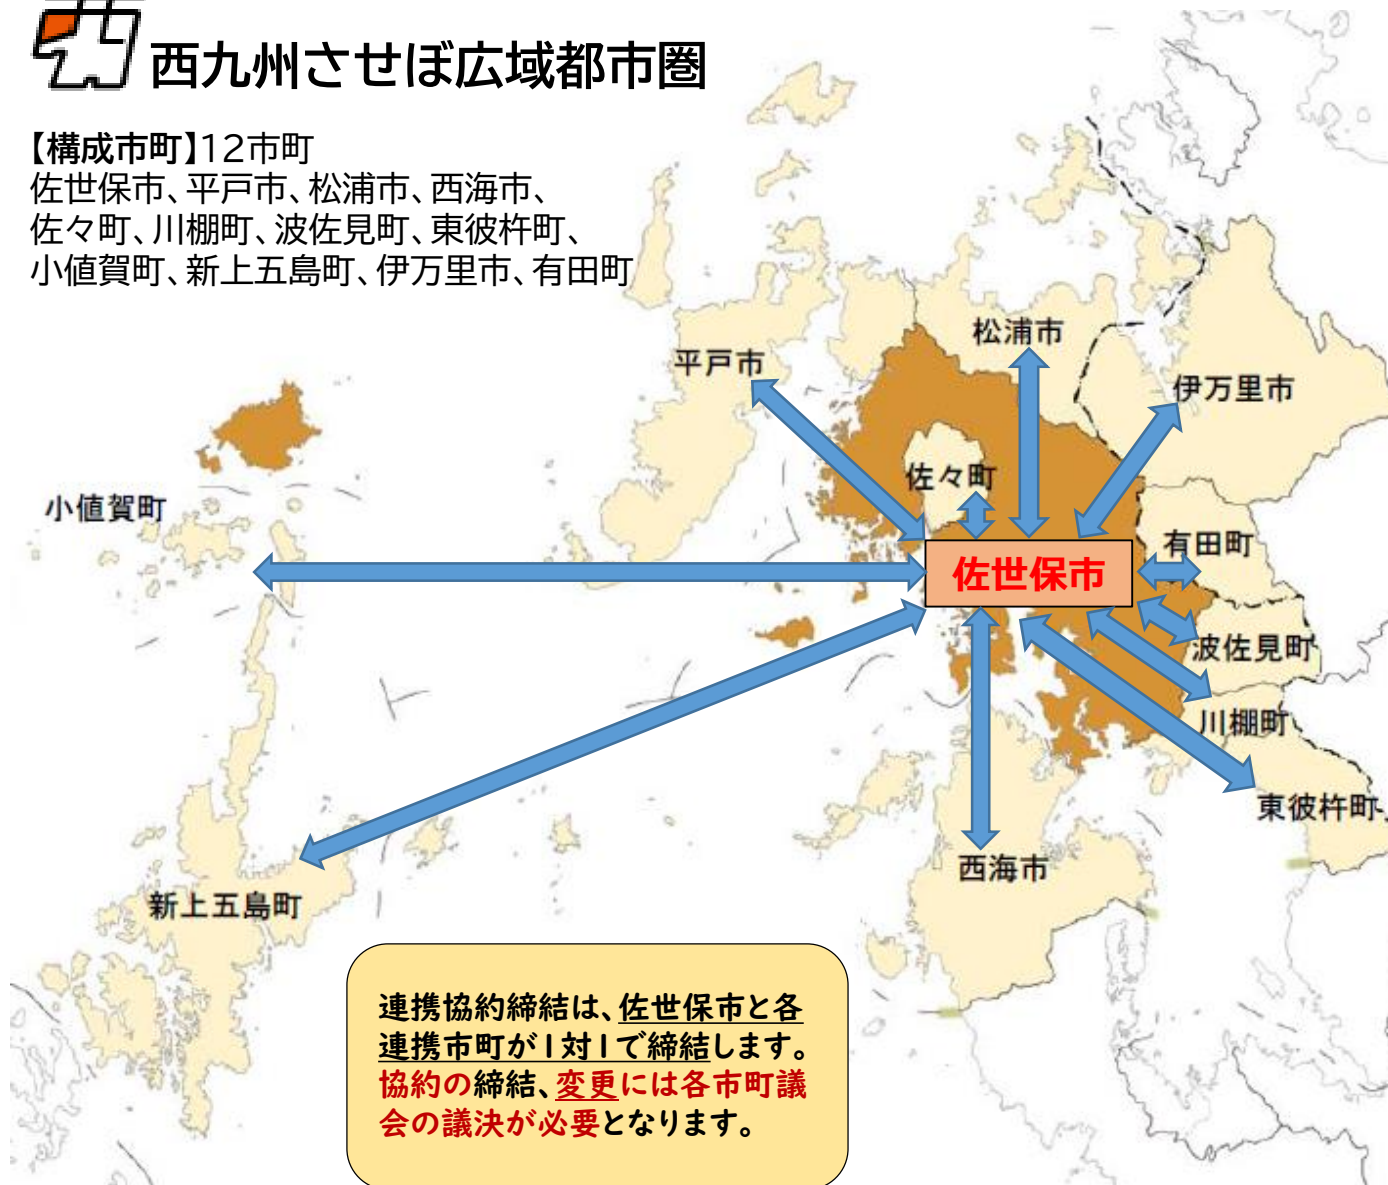 西九州させぼ広域都市圏
【構成市町】12市町
佐世保市、平戸市、松浦市、西海市、
佐々町、川棚町、波佐見町、東彼杵町、
小値賀町、新上五島町、伊万里市、有田町
松浦市
平戸市
伊万里市
佐々町
小値賀町
有田町
佐世保市
波佐見町
川棚町
東彼杵町
西海市
新上五島町
連携協約締結は、佐世保市と各
連携市町が1対1で締結します。
協約の締結、変更には各市町議
会の議決が必要となります。